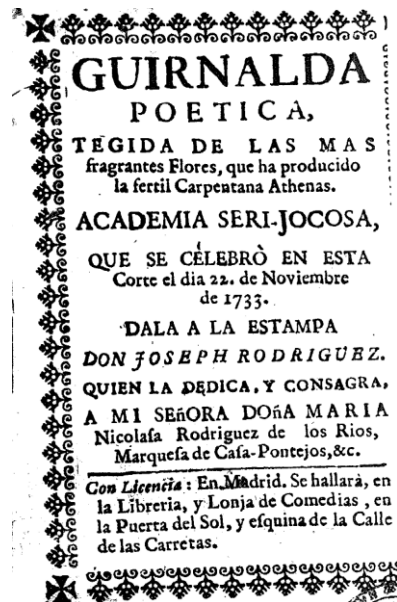 GUIRNALDA
POETICA,
TEGIDA DE LAS MAS
fragrantes Flores, que ha producido
la fertil Carpentana Athenas.
ACADEMIA SERI-JOCOSA,
QUE SE CÉLEBRÒ EN ESTA
Corte el dia 22. de Noviembre
de 1733.
DALA A LA ESTAMPA
DON JOSEPH RODRIGUEZ.
QUIEN LA DEDICA, Y CONSAGRA,
A MI SEñORA DOñA MARIA
Nicolasa Rodriguez de los Rios,
Marquesa de Casa-Pontejos, &c.
Con Licencia: En Madrid. Se hallarà, en
la Libreria, y Lonja de Comedias, en
la Puerta del Sol, y esquina de la Calle
de las Carretas.